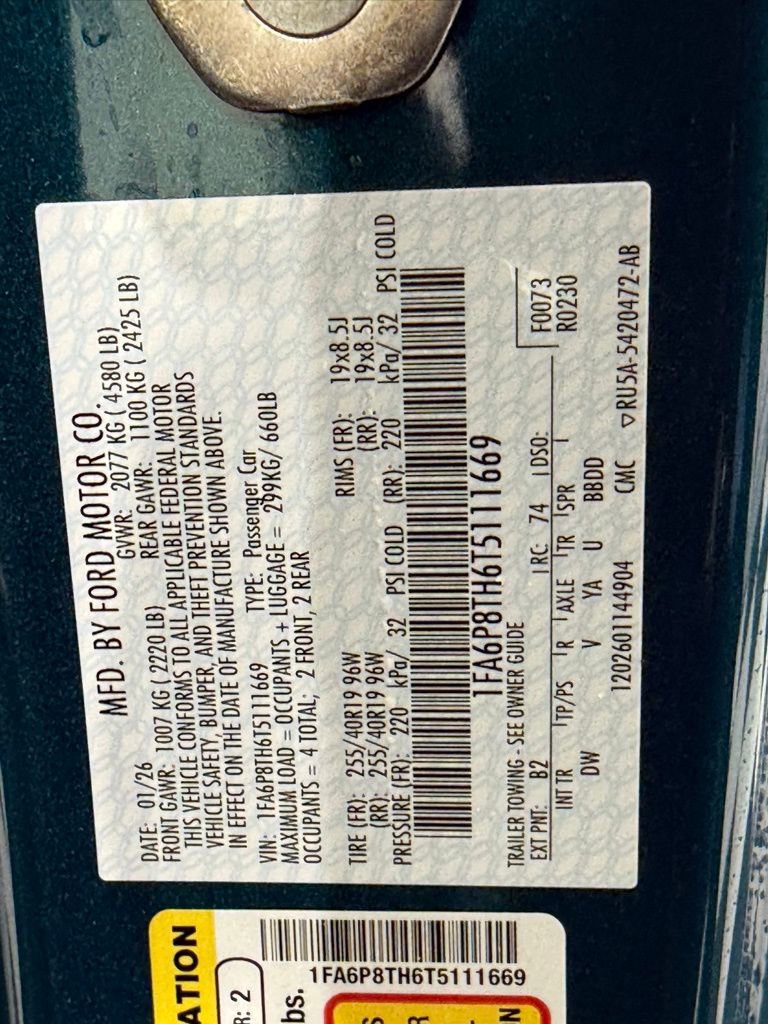 MFD. BY FORD MOTOR CO.
DATE: 01/26 GVWR: 2077 KG ( 4580 LB)
FRONT GAWR: 1007 KG ( 2220 LB) REAR GAWR: 1100 KG ( 2425 LB)
THIS VEHICLE CONFORMS TO ALL APPLICABLE FEDERAL MOTOR
VEHICLE SAFETY, BUMPER, AND THEFT PREVENTION STANDARDS
IN EFFECT ON THE DATE OF MANUFACTURE SHOWN ABOVE.
VIN: 1FA6P8TH6T5111669 TYPE: Passenger Car
MAXIMUM LOAD = OCCUPANTS + LUGGAGE = 299KG/ 660LB
OCCUPANTS = 4 TOTAL; 2 FRONT, 2 REAR
TIRE (FR): 255/40R19 96W RIMS (FR): 19x8.5J
(RR): 255/40R19 96W (RR): 19x8.5J
PRESSURE (FR): 220 kPa/ 32 PSI COLD (RR): 220 kPa/ 32 PSI COLD
1FA6P8TH6T5111669
TRAILER TOWING - SEE OWNER GUIDE F0073
EXT PNT: B2 RC: 74 DSO: R0230
INT TR TP/PS R AXLE TR SPR
DW V YA U BBDD
1202601144904 CMC ▽RU5A-5420472-AB
ATION
R: 2
lbs.
1FA6P8TH6T5111669